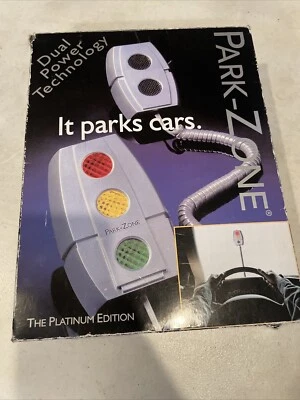 Dual
Power
Technology
PARK-ZONE®
It parks cars.
PARK-ZONE
THE PLATINUM EDITION